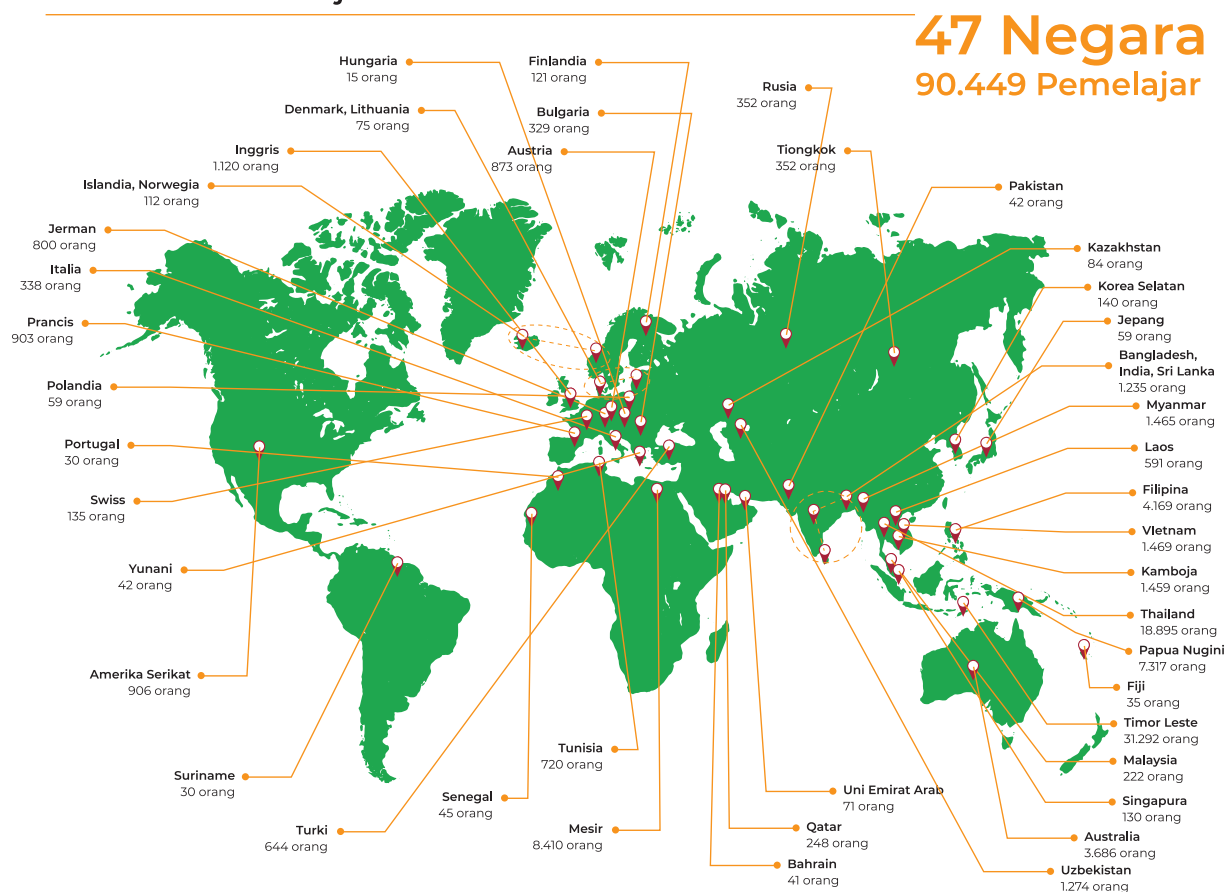 47 Negara
90.449 Pemelajar
Hungaria
15 orang
Finlandia
121 orang
Denmark, Lithuania
75 orang
Bulgaria
329 orang
Inggris
1.120 orang
Austria
873 orang
Islandia, Norwegia
112 orang
Jerman
800 orang
Italia
338 orang
Prancis
903 orang
Polandia
59 orang
Portugal
30 orang
Swiss
135 orang
Yunani
42 orang
Amerika Serikat
906 orang
Suriname
30 orang
Turki
644 orang
Senegal
45 orang
Tunisia
720 orang
Mesir
8.410 orang
Rusia
352 orang
Tiongkok
352 orang
Pakistan
42 orang
Kazakhstan
84 orang
Korea Selatan
140 orang
Jepang
59 orang
Bangladesh,
India, Sri Lanka
1.235 orang
Myanmar
1.465 orang
Laos
591 orang
Filipina
4.169 orang
VIetnam
1.469 orang
Kamboja
1.459 orang
Thailand
18.895 orang
Papua Nugini
7.317 orang
Fiji
35 orang
Timor Leste
31.292 orang
Malaysia
222 orang
Singapura
130 orang
Australia
3.686 orang
Uzbekistan
1.274 orang
Uni Emirat Arab
71 orang
Qatar
248 orang
Bahrain
41 orang